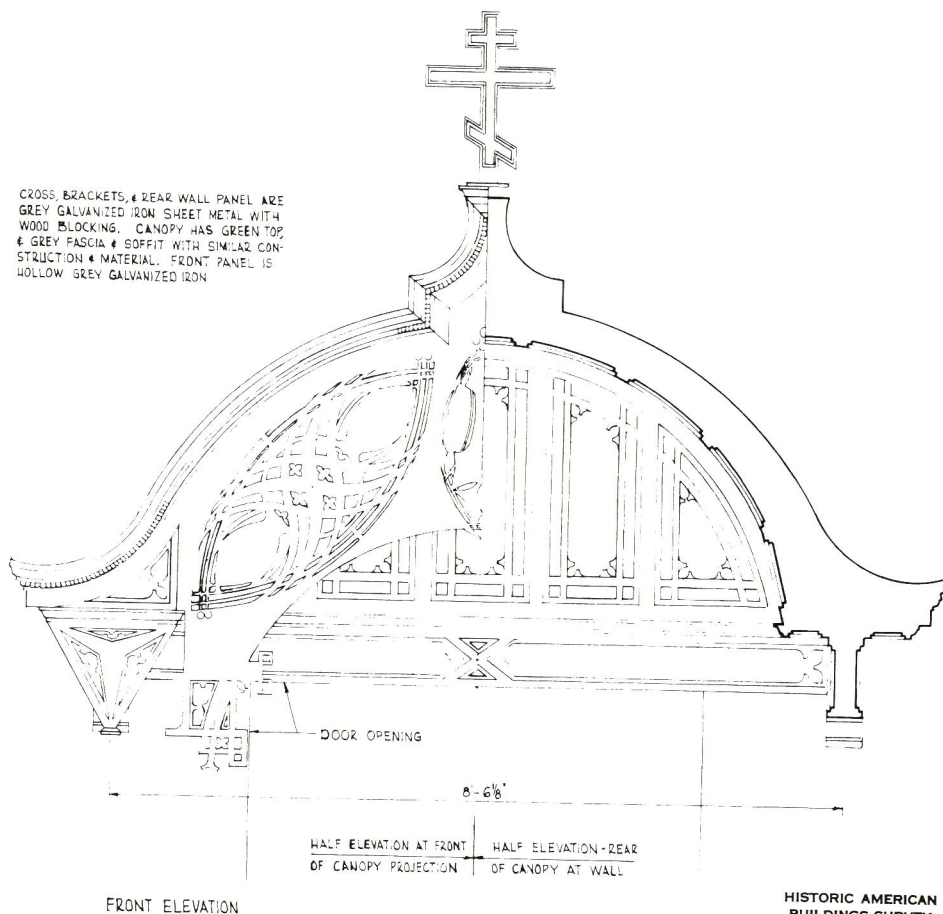 CROSS, BRACKETS, & REAR WALL PANEL ARE
GREY GALVANIZED IRON SHEET METAL WITH
WOOD BLOCKING. CANOPY HAS GREEN TOP,
& GREY FASCIA & SOFFIT WITH SIMILAR CON-
STRUCTION & MATERIAL. FRONT PANEL IS
HOLLOW GREY GALVANIZED IRON
DOOR OPENING
8'-6⅛"
HALF ELEVATION AT FRONT
OF CANOPY PROJECTION
HALF ELEVATION-REAR
OF CANOPY AT WALL
FRONT ELEVATION
HISTORIC AMERICAN
BUILDINGS SURVEY